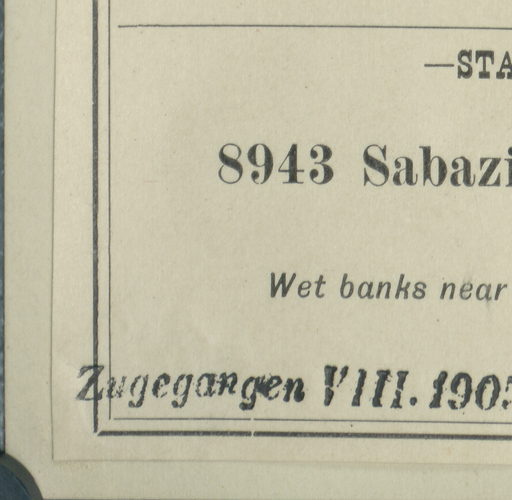 —STA
8943 Sabazi
Wet banks near
Zugegangen VIII. 190